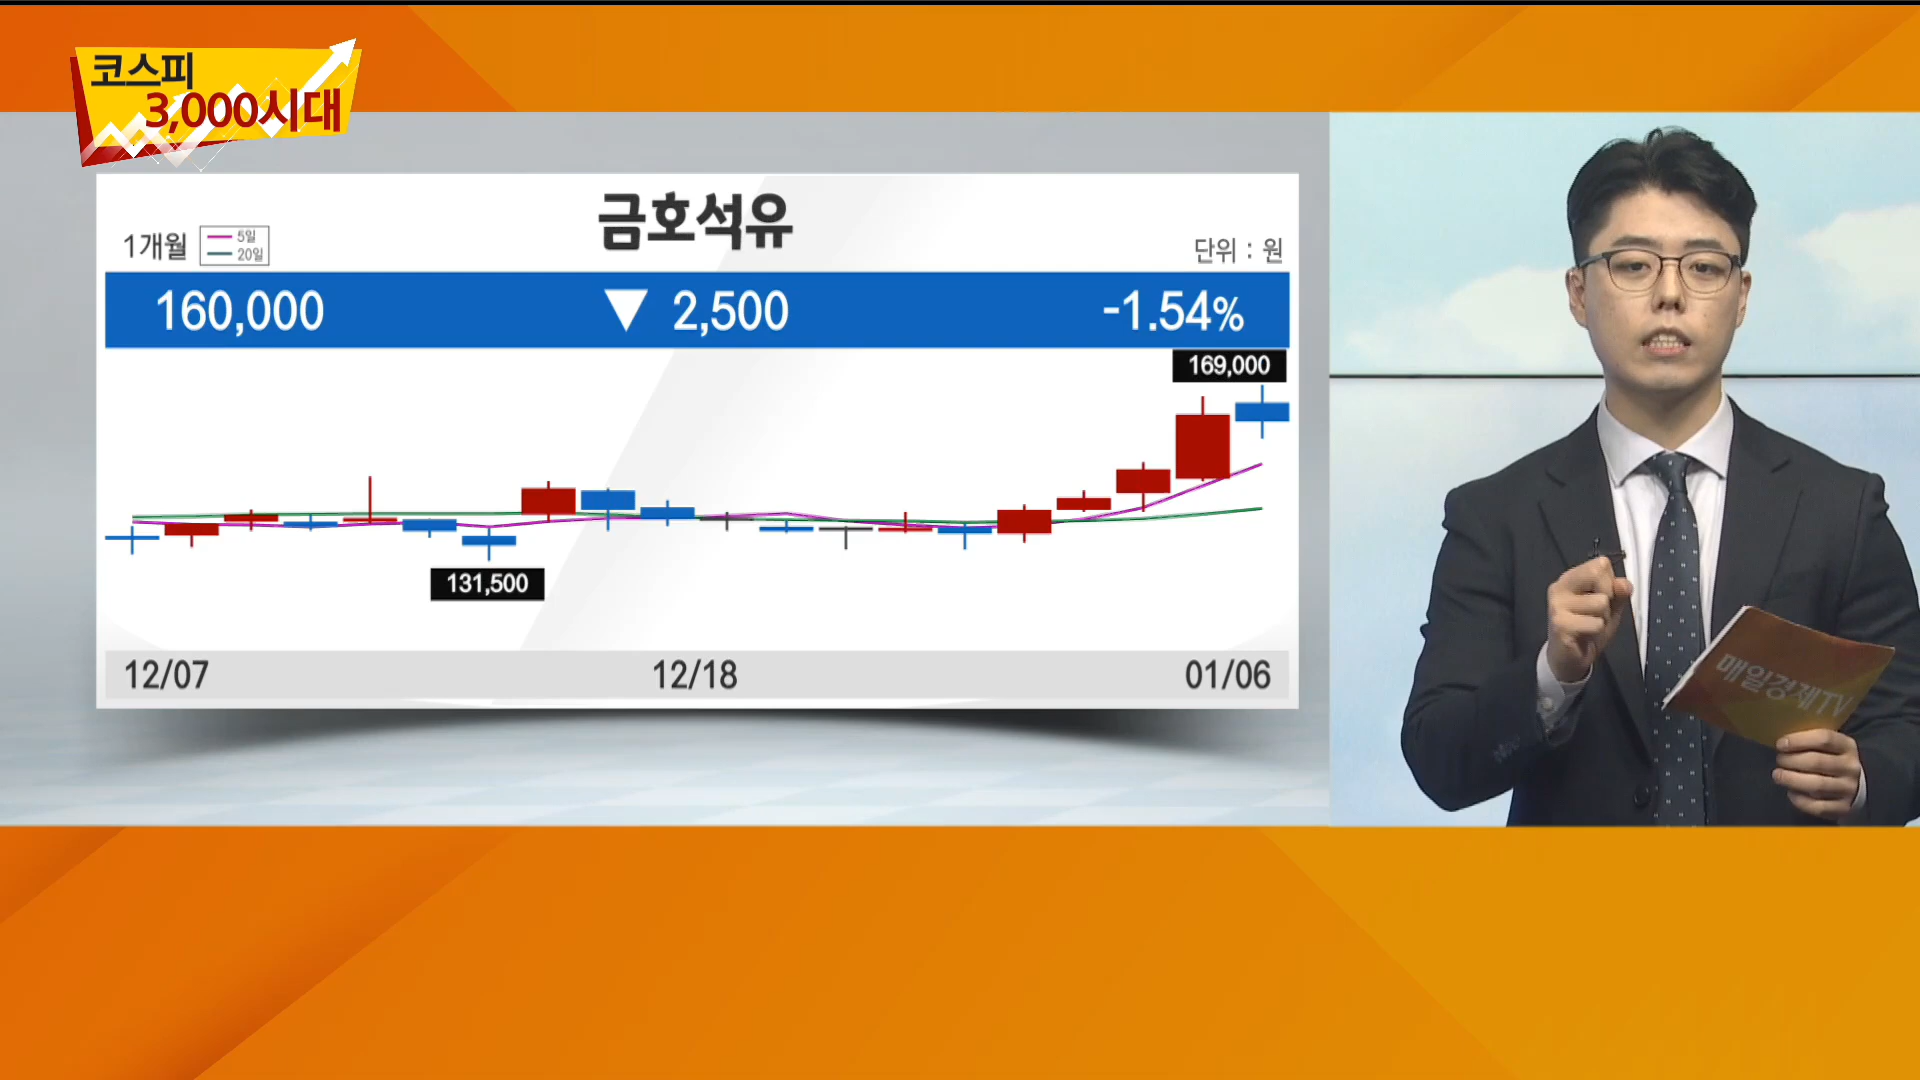 코스피
3,000시대
금호석유
1개월
5일
20일
단위 : 원
160,000 ▼ 2,500 -1.54%
169,000
131,500
12/07 12/18 01/06
매일경제TV